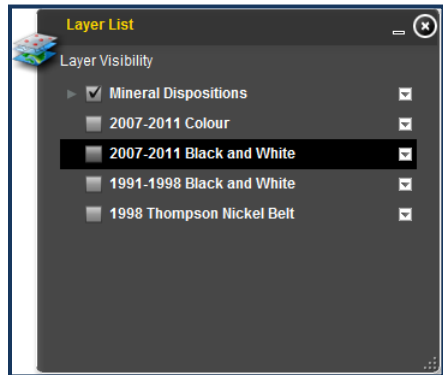 Layer List
Layer Visibility
Mineral Dispositions
2007-2011 Colour
2007-2011 Black and White
1991-1998 Black and White
1998 Thompson Nickel Belt